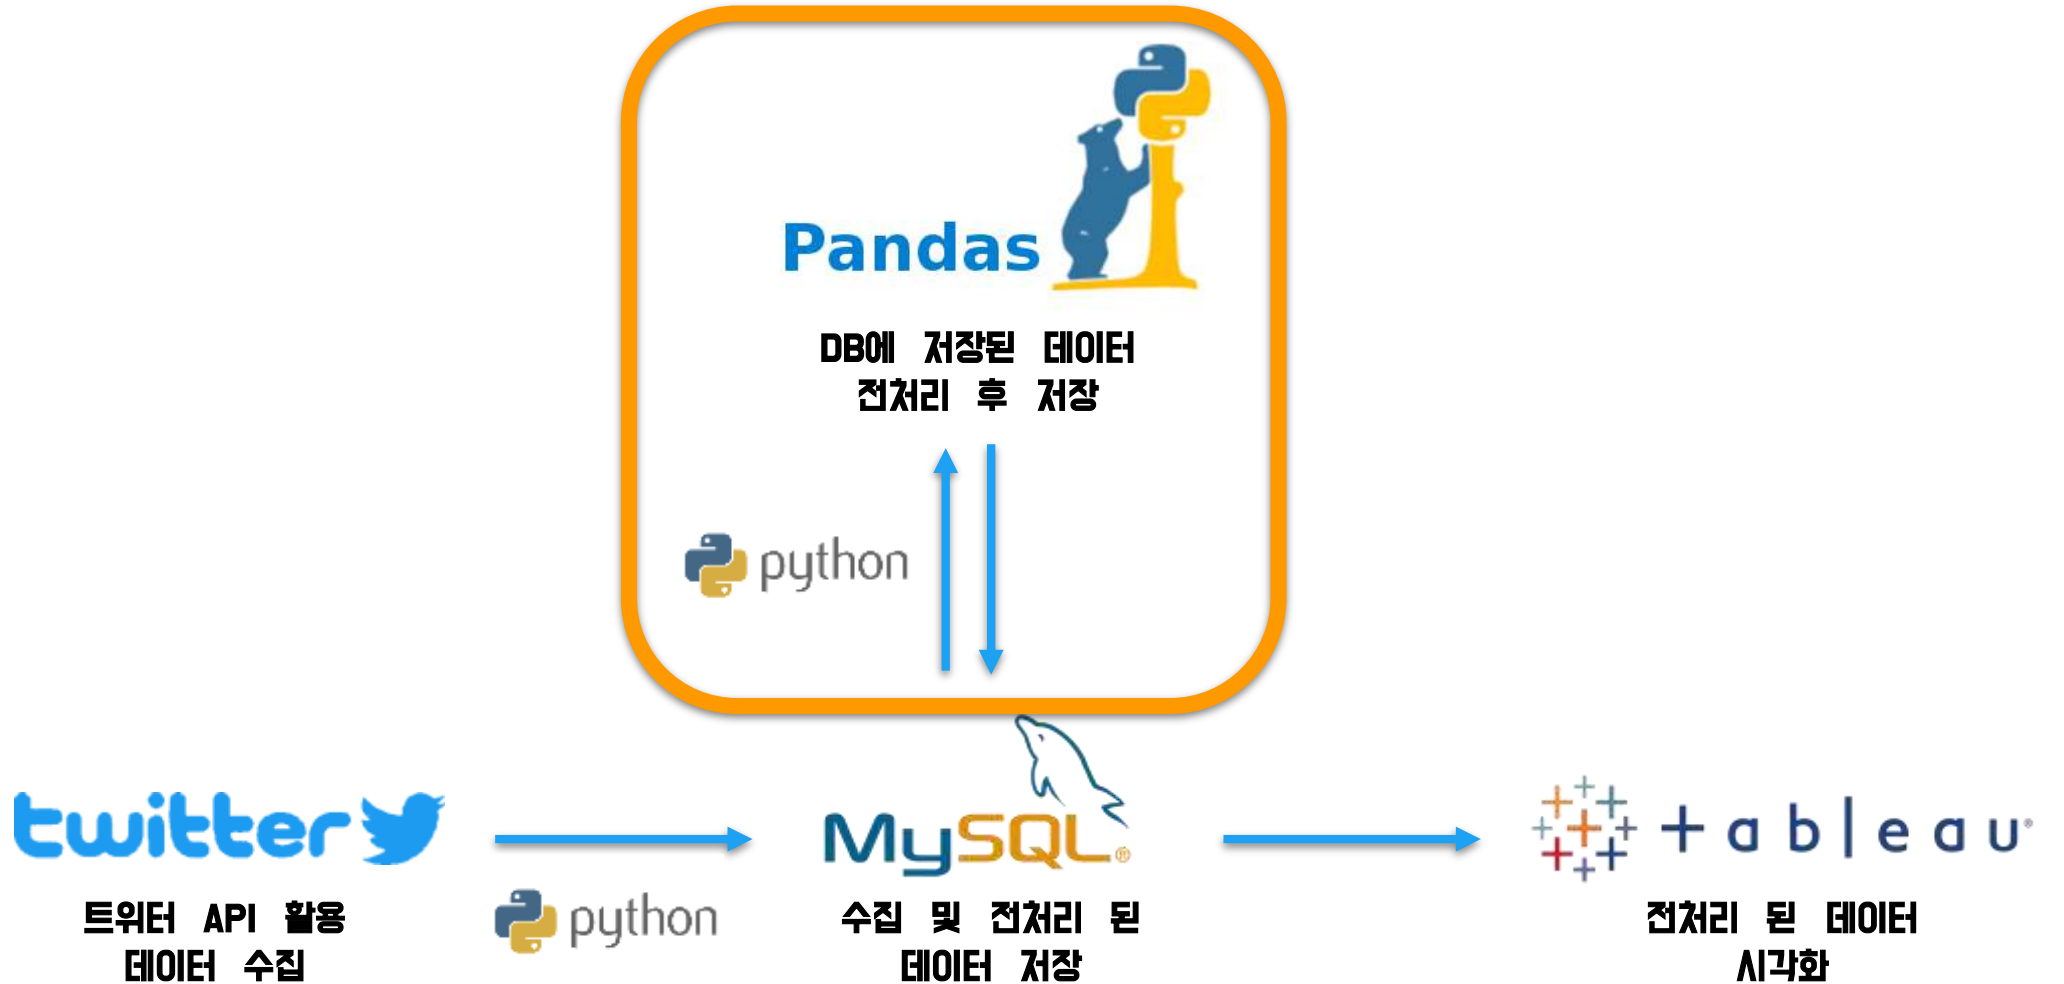 Pandas
DB에 저장된 데이터
전처리 후 저장
python
twitter
트위터 API 활용
데이터 수집
python
MySQL®
수집 및 전처리 된
데이터 저장
+ableau®
전처리 된 데이터
시각화